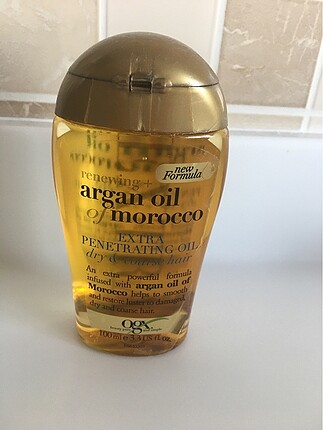 new
Formula
renewing +
argan oil
of morocco
EXTRA
PENETRATING OIL
dry & coarse hair
An extra powerful formula
infused with argan oil of
Morocco helps to smooth
and restore luster to damaged,
dry and coarse hair.
ogx
100 ml e 3.3 fl oz